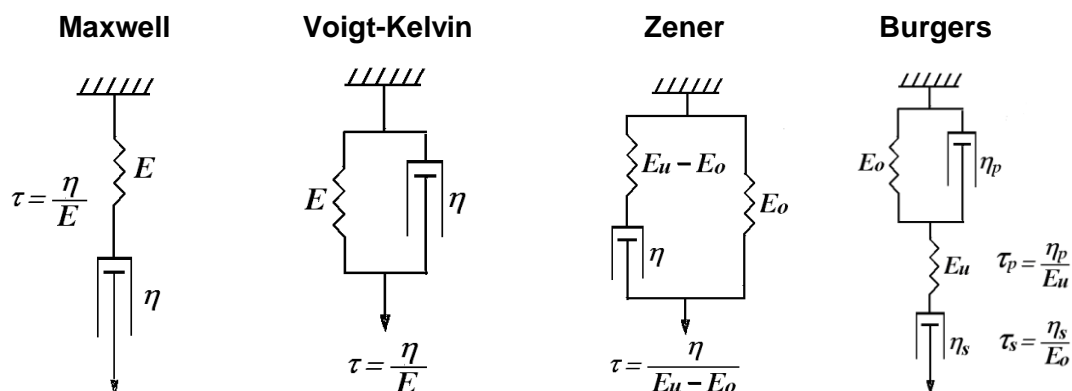 Maxwell
E
τ = η/E
η
Voigt-Kelvin
E
η
τ = η/E
Zener
Eu – Eo
Eo
η
τ = η/(Eu – Eo)
Burgers
Eo
ηp
Eu
τp = ηp/Eu
ηs
τs = ηs/Eo